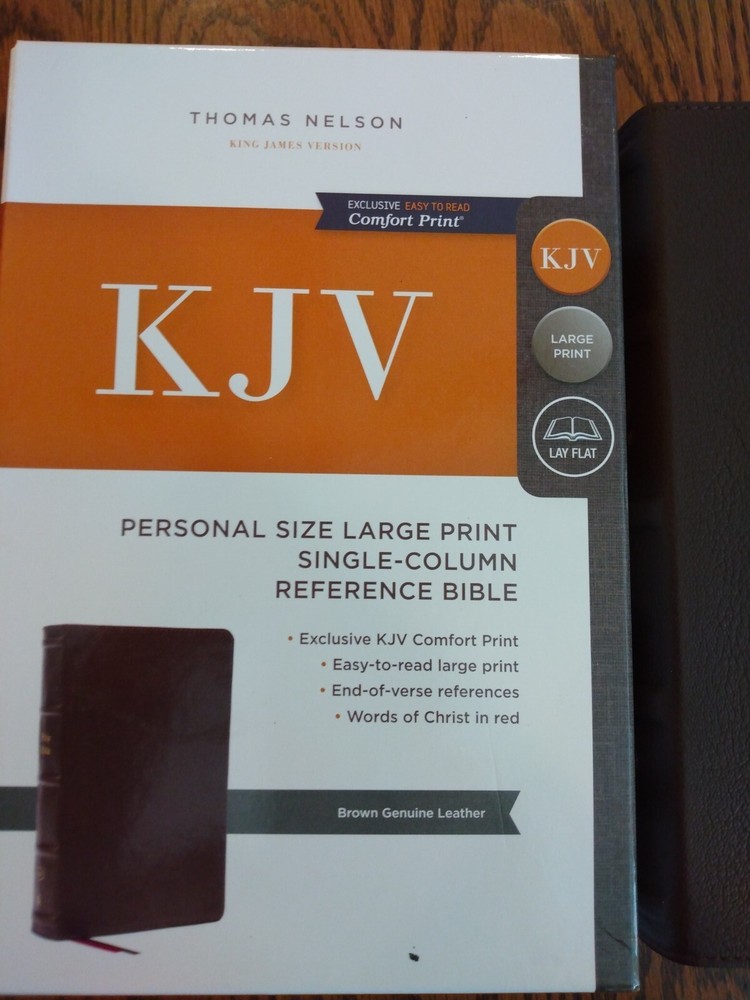 THOMAS NELSON
KING JAMES VERSION
EXCLUSIVE EASY TO READ
Comfort Print®
KJV
KJV
LARGE
PRINT
LAY FLAT
PERSONAL SIZE LARGE PRINT
SINGLE-COLUMN
REFERENCE BIBLE
• Exclusive KJV Comfort Print
• Easy-to-read large print
• End-of-verse references
• Words of Christ in red
Brown Genuine Leather